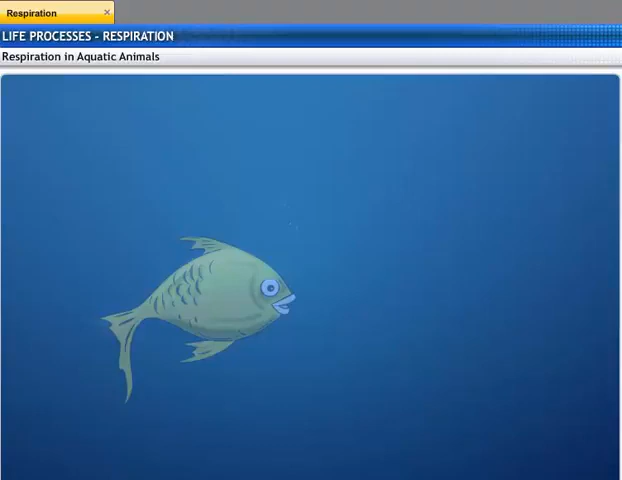 Respiration
LIFE PROCESSES - RESPIRATION
Respiration in Aquatic Animals